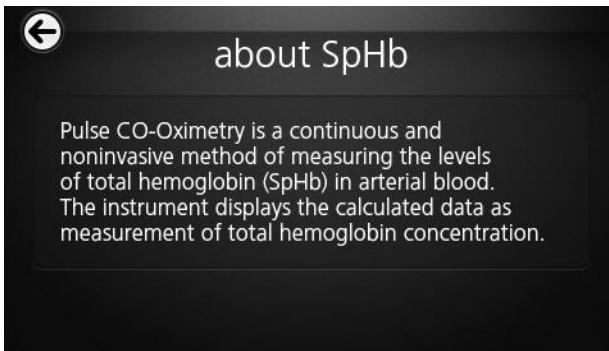 about SpHb
Pulse CO-Oximetry is a continuous and
noninvasive method of measuring the levels
of total hemoglobin (SpHb) in arterial blood.
The instrument displays the calculated data as
measurement of total hemoglobin concentration.